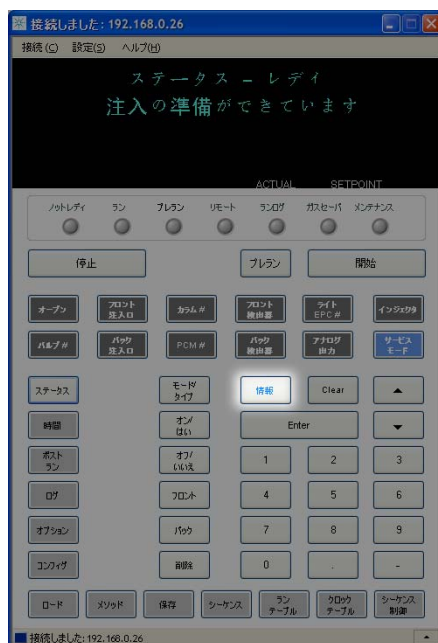 接続しました: 192.168.0.26
接続(C) 設定(S) ヘルプ(H)
ステータス - レディ
注入の準備ができています
ACTUAL SETPOINT
ノットレディ ラン プレラン リモート ランログ ガスセーバ メンテナンス
停止 プレラン 開始
オーブン フロント注入口 カラム# フロント検出器 ライトEPC# インジェクタ
バルブ# バック注入口 PCM# バック検出器 アナログ出力 サービスモード
ステータス モード/タイプ 情報 Clear ▲
時間 オン/はい Enter ▼
ポストラン オフ/いいえ 1 2 3
ログ フロント 4 5 6
オプション バック 7 8 9
コンフィグ 削除 0 . -
ロード メソッド 保存 シーケンス ランテーブル クロックテーブル シーケンス制御
接続しました: 192.168.0.26